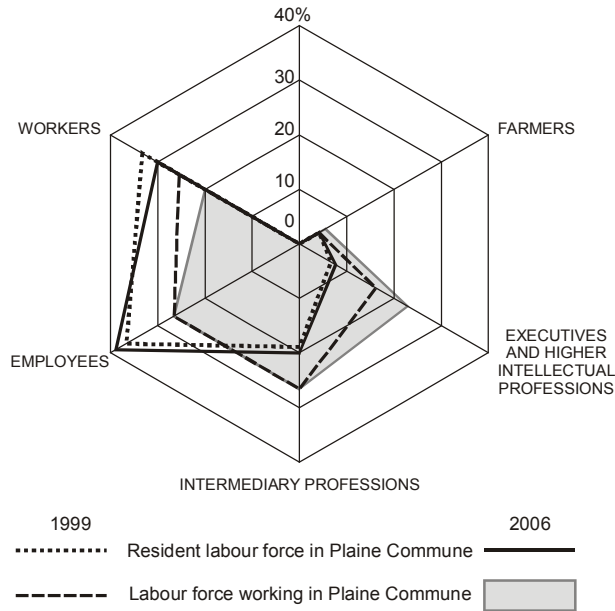 40%
WORKERS
30
FARMERS
20
10
0
EMPLOYEES
EXECUTIVES
AND HIGHER
INTELLECTUAL
PROFESSIONS
INTERMEDIARY PROFESSIONS
1999 2006
Resident labour force in Plaine Commune
Labour force working in Plaine Commune